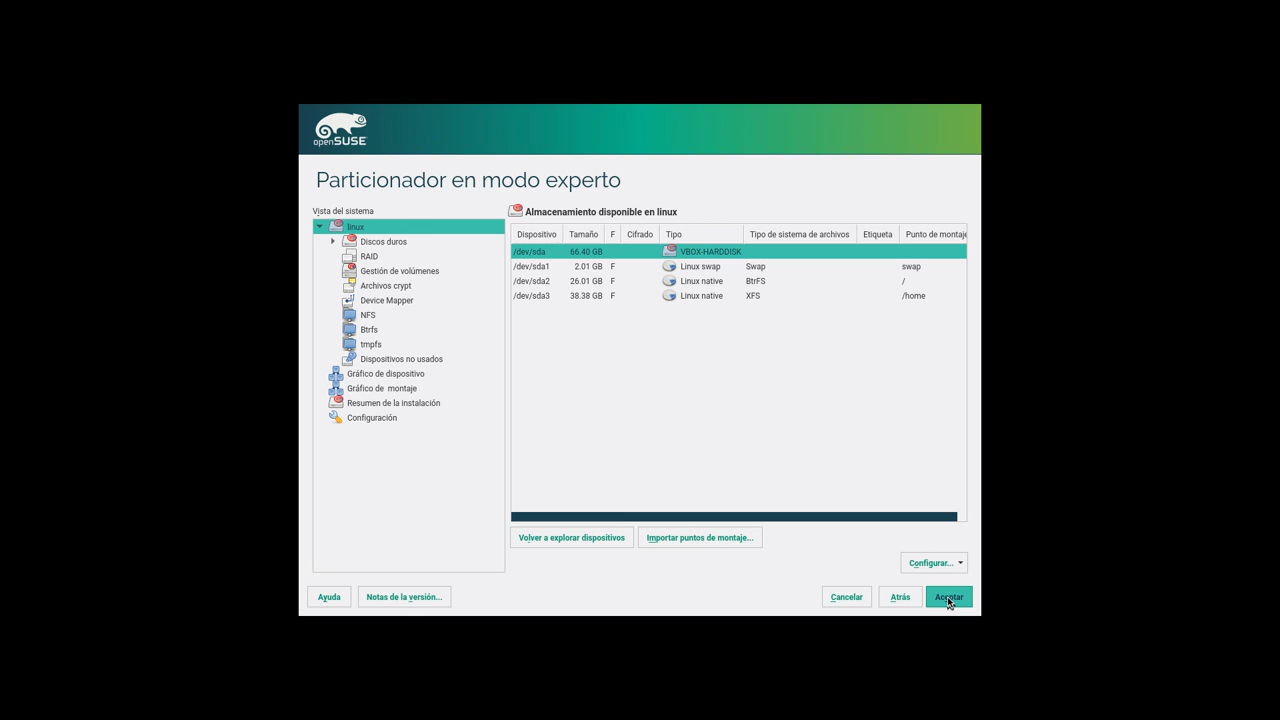 openSUSE
Particionador en modo experto
Vista del sistema
linux
Discos duros
RAID
Gestión de volúmenes
Archivos crypt
Device Mapper
NFS
Btrfs
tmpfs
Dispositivos no usados
Gráfico de dispositivo
Gráfico de montaje
Resumen de la instalación
Configuración
Almacenamiento disponible en linux
Dispositivo Tamaño F Cifrado Tipo Tipo de sistema de archivos Etiqueta Punto de montaje
/dev/sda 66.40 GB VBOX-HARDDISK
/dev/sda1 2.01 GB F Linux swap Swap swap
/dev/sda2 26.01 GB F Linux native BtrFS /
/dev/sda3 38.38 GB F Linux native XFS /home
Volver a explorar dispositivos Importar puntos de montaje...
Configurar...
Ayuda Notas de la versión... Cancelar Atrás Aceptar